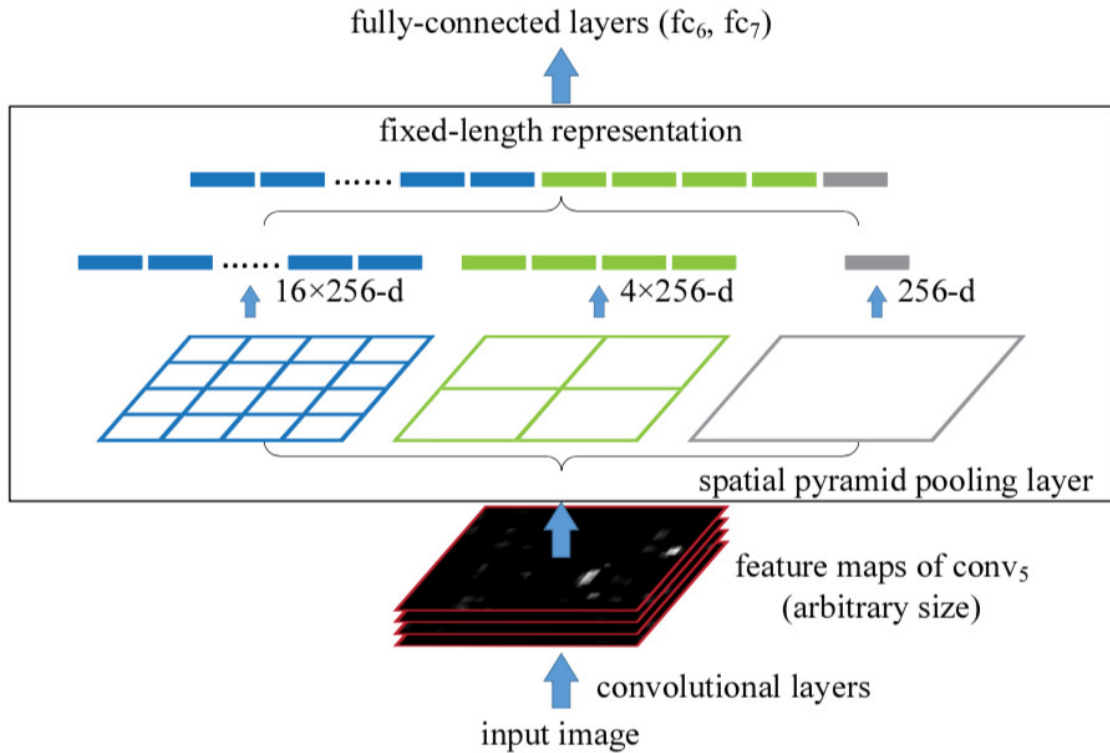 fully-connected layers (fc₆, fc₇)
fixed-length representation
......
......
16×256-d
4×256-d
256-d
spatial pyramid pooling layer
feature maps of conv₅
(arbitrary size)
convolutional layers
input image